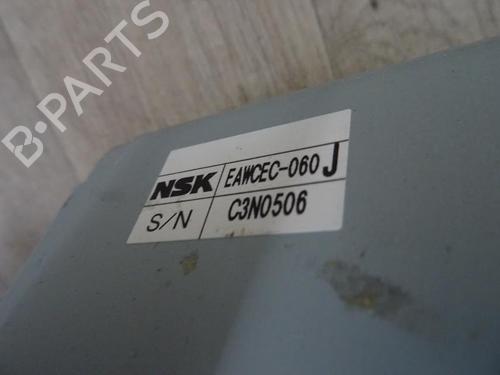 B-PARTS
NSK EAWCEC-060 J
S/N C3N0506